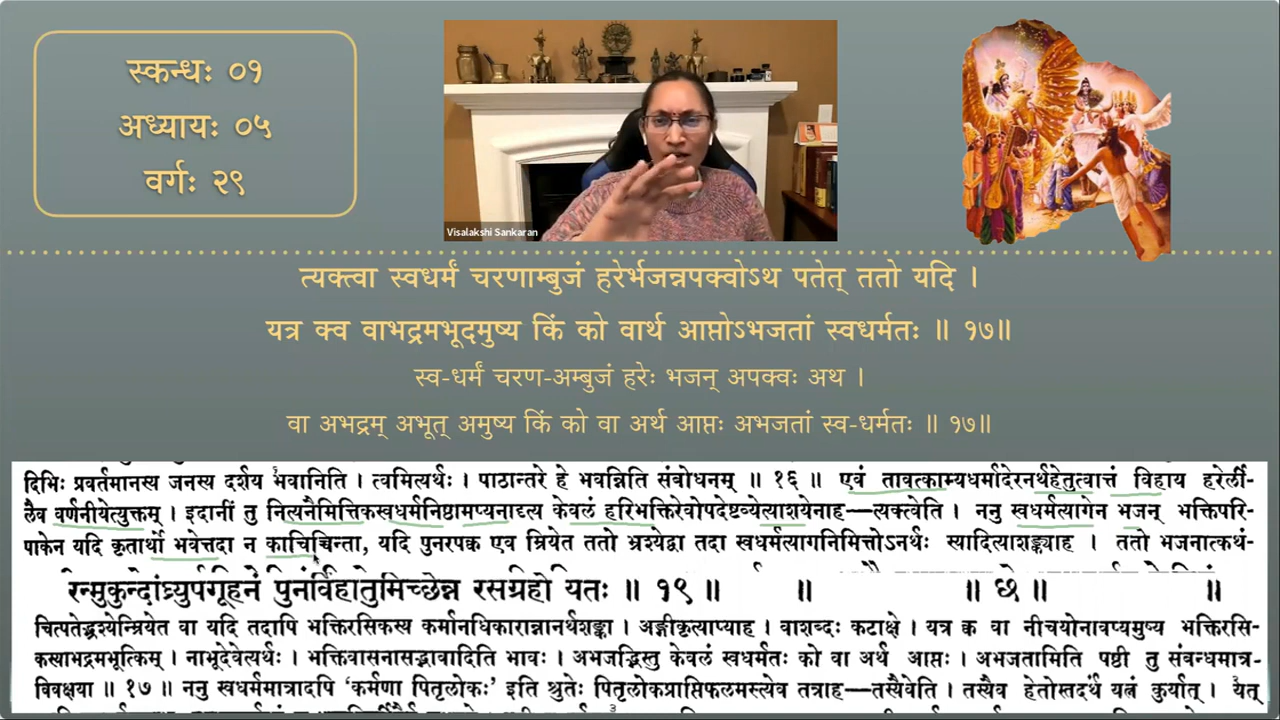 स्कन्धः ०१
अध्यायः ०५
वर्गः २९
Visalakshi Sankaran
त्यक्त्वा स्वधर्मं चरणाम्बुजं हरेर्भजन्नपक्वोऽथ पतेत् ततो यदि ।
यत्र क्व वाभद्रमभूदमुष्य किं को वार्थ आप्तोऽभजतां स्वधर्मतः ॥ १७॥
स्व-धर्मं चरण-अम्बुजं हरेः भजन् अपक्वः अथ ।
वा अभद्रम् अभूत् अमुष्य किं को वा अर्थ आप्तः अभजतां स्व-धर्मतः ॥ १७॥
दिभिः प्रवर्तमानस्य जनस्य दर्शय भवानिति । त्वमित्यर्थः । पाठान्तरे हे भवन्निति संबोधनम् ॥ १६ ॥ एवं तावत्काम्यधर्मादेरनर्थहेतुत्वात्तं विहाय हरेर्ली-
लैव वर्णनीयेत्युक्तम् । इदानीं तु नित्यनैमित्तिकस्वधर्मनिष्ठामप्यनादृत्य केवलं हरिभक्तिरेवोपदेष्टव्येत्याशयेनाह—त्यक्त्वेति । ननु स्वधर्मत्यागेन भजन् भक्तिपरि-
पाकेन यदि कृतार्थो भवेत्तदा न काचिच्चिन्ता, यदि पुनरपक्व एव म्रियेत ततो भ्रश्येद्वा तदा स्वधर्मत्यागनिमित्तोऽनर्थः स्यादित्याशङ्क्याह । ततो भजनात्कथं-
रन्मुकुन्दांघ्र्युपगूहनं पुनर्विहातुमिच्छेन्न रसग्रहो यतः ॥ १९ ॥ ॥ ॥ छ ॥ ॥
चित्पतेद्भ्रश्येन्म्रियेत वा यदि तदापि भक्तिरसिकस्य कर्मानधिकारान्नानर्थशङ्का । अङ्गीकृत्याप्याह । वाशब्दः कटाक्षे । यत्र क्व वा नीचयोनावप्यमुष्य भक्तिरसि-
कस्याभद्रमभूत्किम् । नाभूदेवेत्यर्थः । भक्तिवासनासद्भावादिति भावः । अभजद्भिस्तु केवलं स्वधर्मतः को वा अर्थ आप्तः । अभजतामिति षष्ठी तु संबन्धमात्र-
विवक्षया ॥ १७ ॥ ननु स्वधर्ममात्रादपि ‘कर्मणा पितृलोकः’ इति श्रुतेः पितृलोकप्राप्तिफलमस्त्येव तत्राह—तस्यैवेति । तस्यैव हेतोस्तदर्थं यत्नं कुर्यात् । यत्